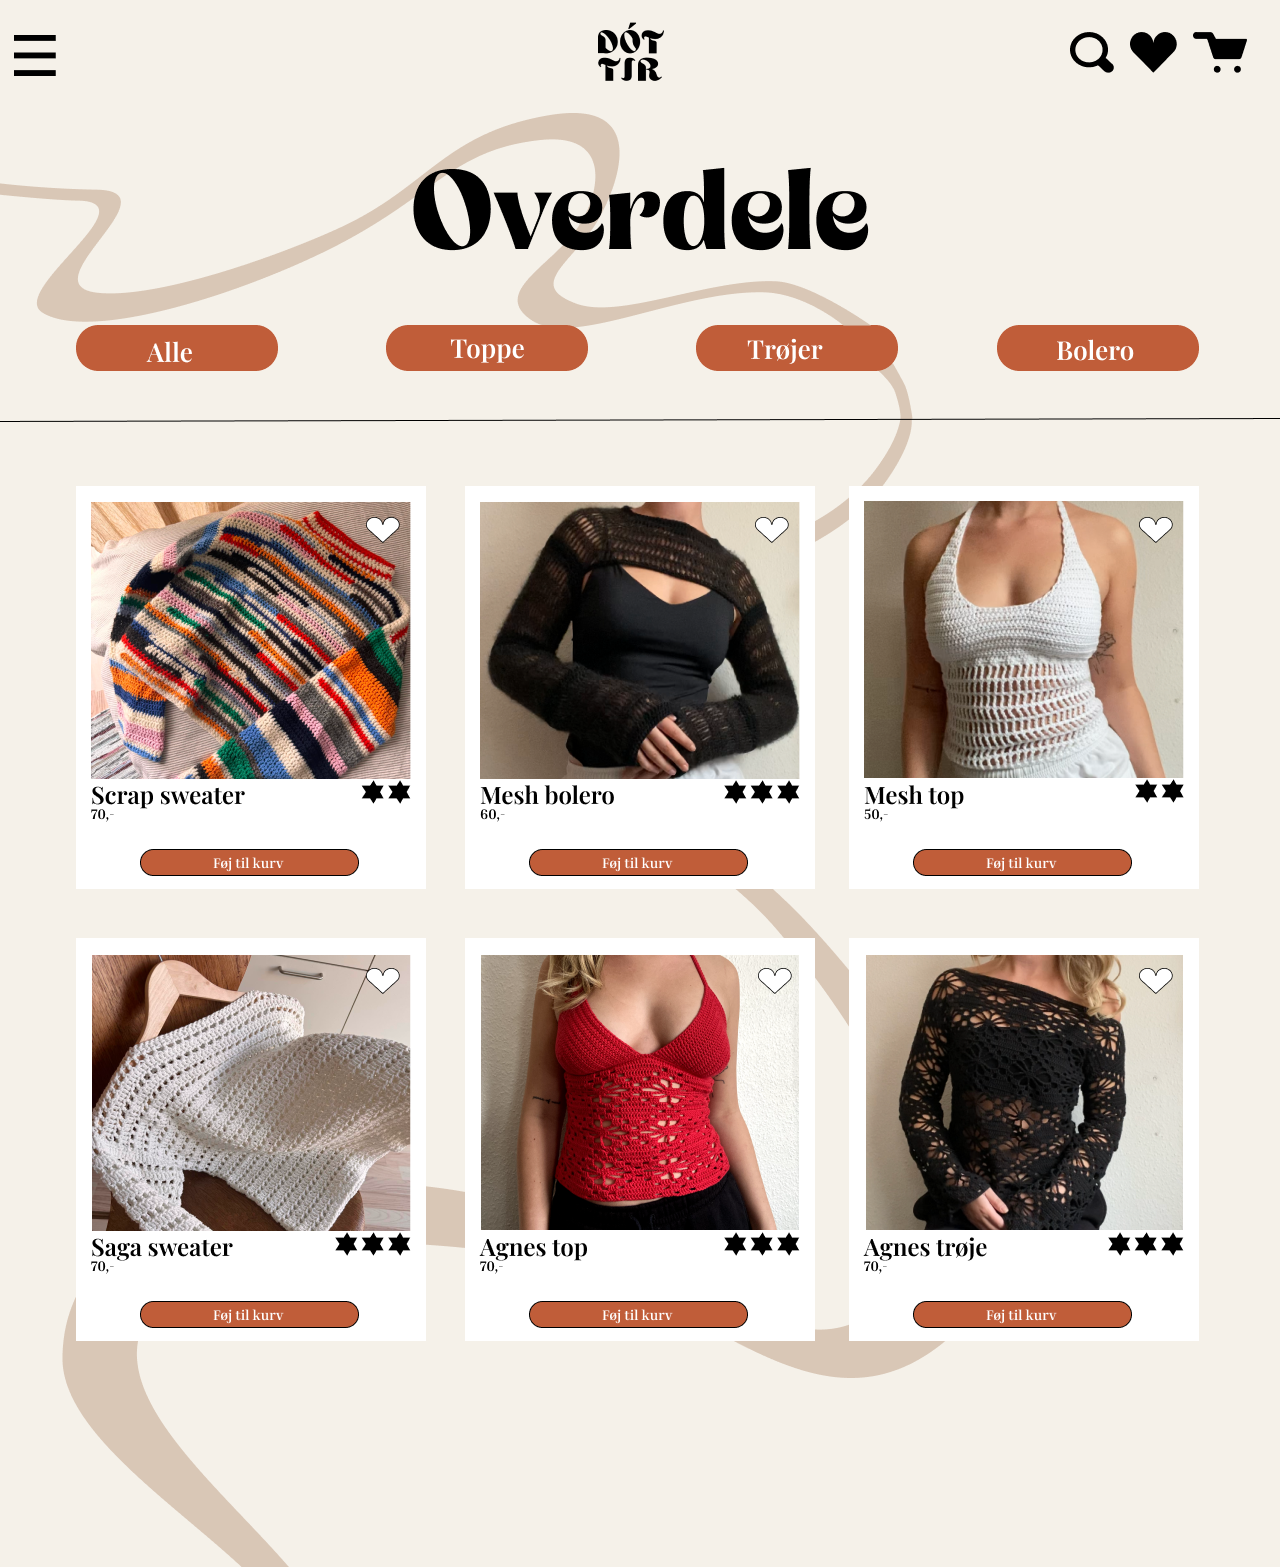 DÓT
TIR
Overdele
Alle
Toppe
Trøjer
Bolero
Scrap sweater
70,-
Føj til kurv
Mesh bolero
60,-
Føj til kurv
Mesh top
50,-
Føj til kurv
Saga sweater
70,-
Føj til kurv
Agnes top
70,-
Føj til kurv
Agnes trøje
70,-
Føj til kurv